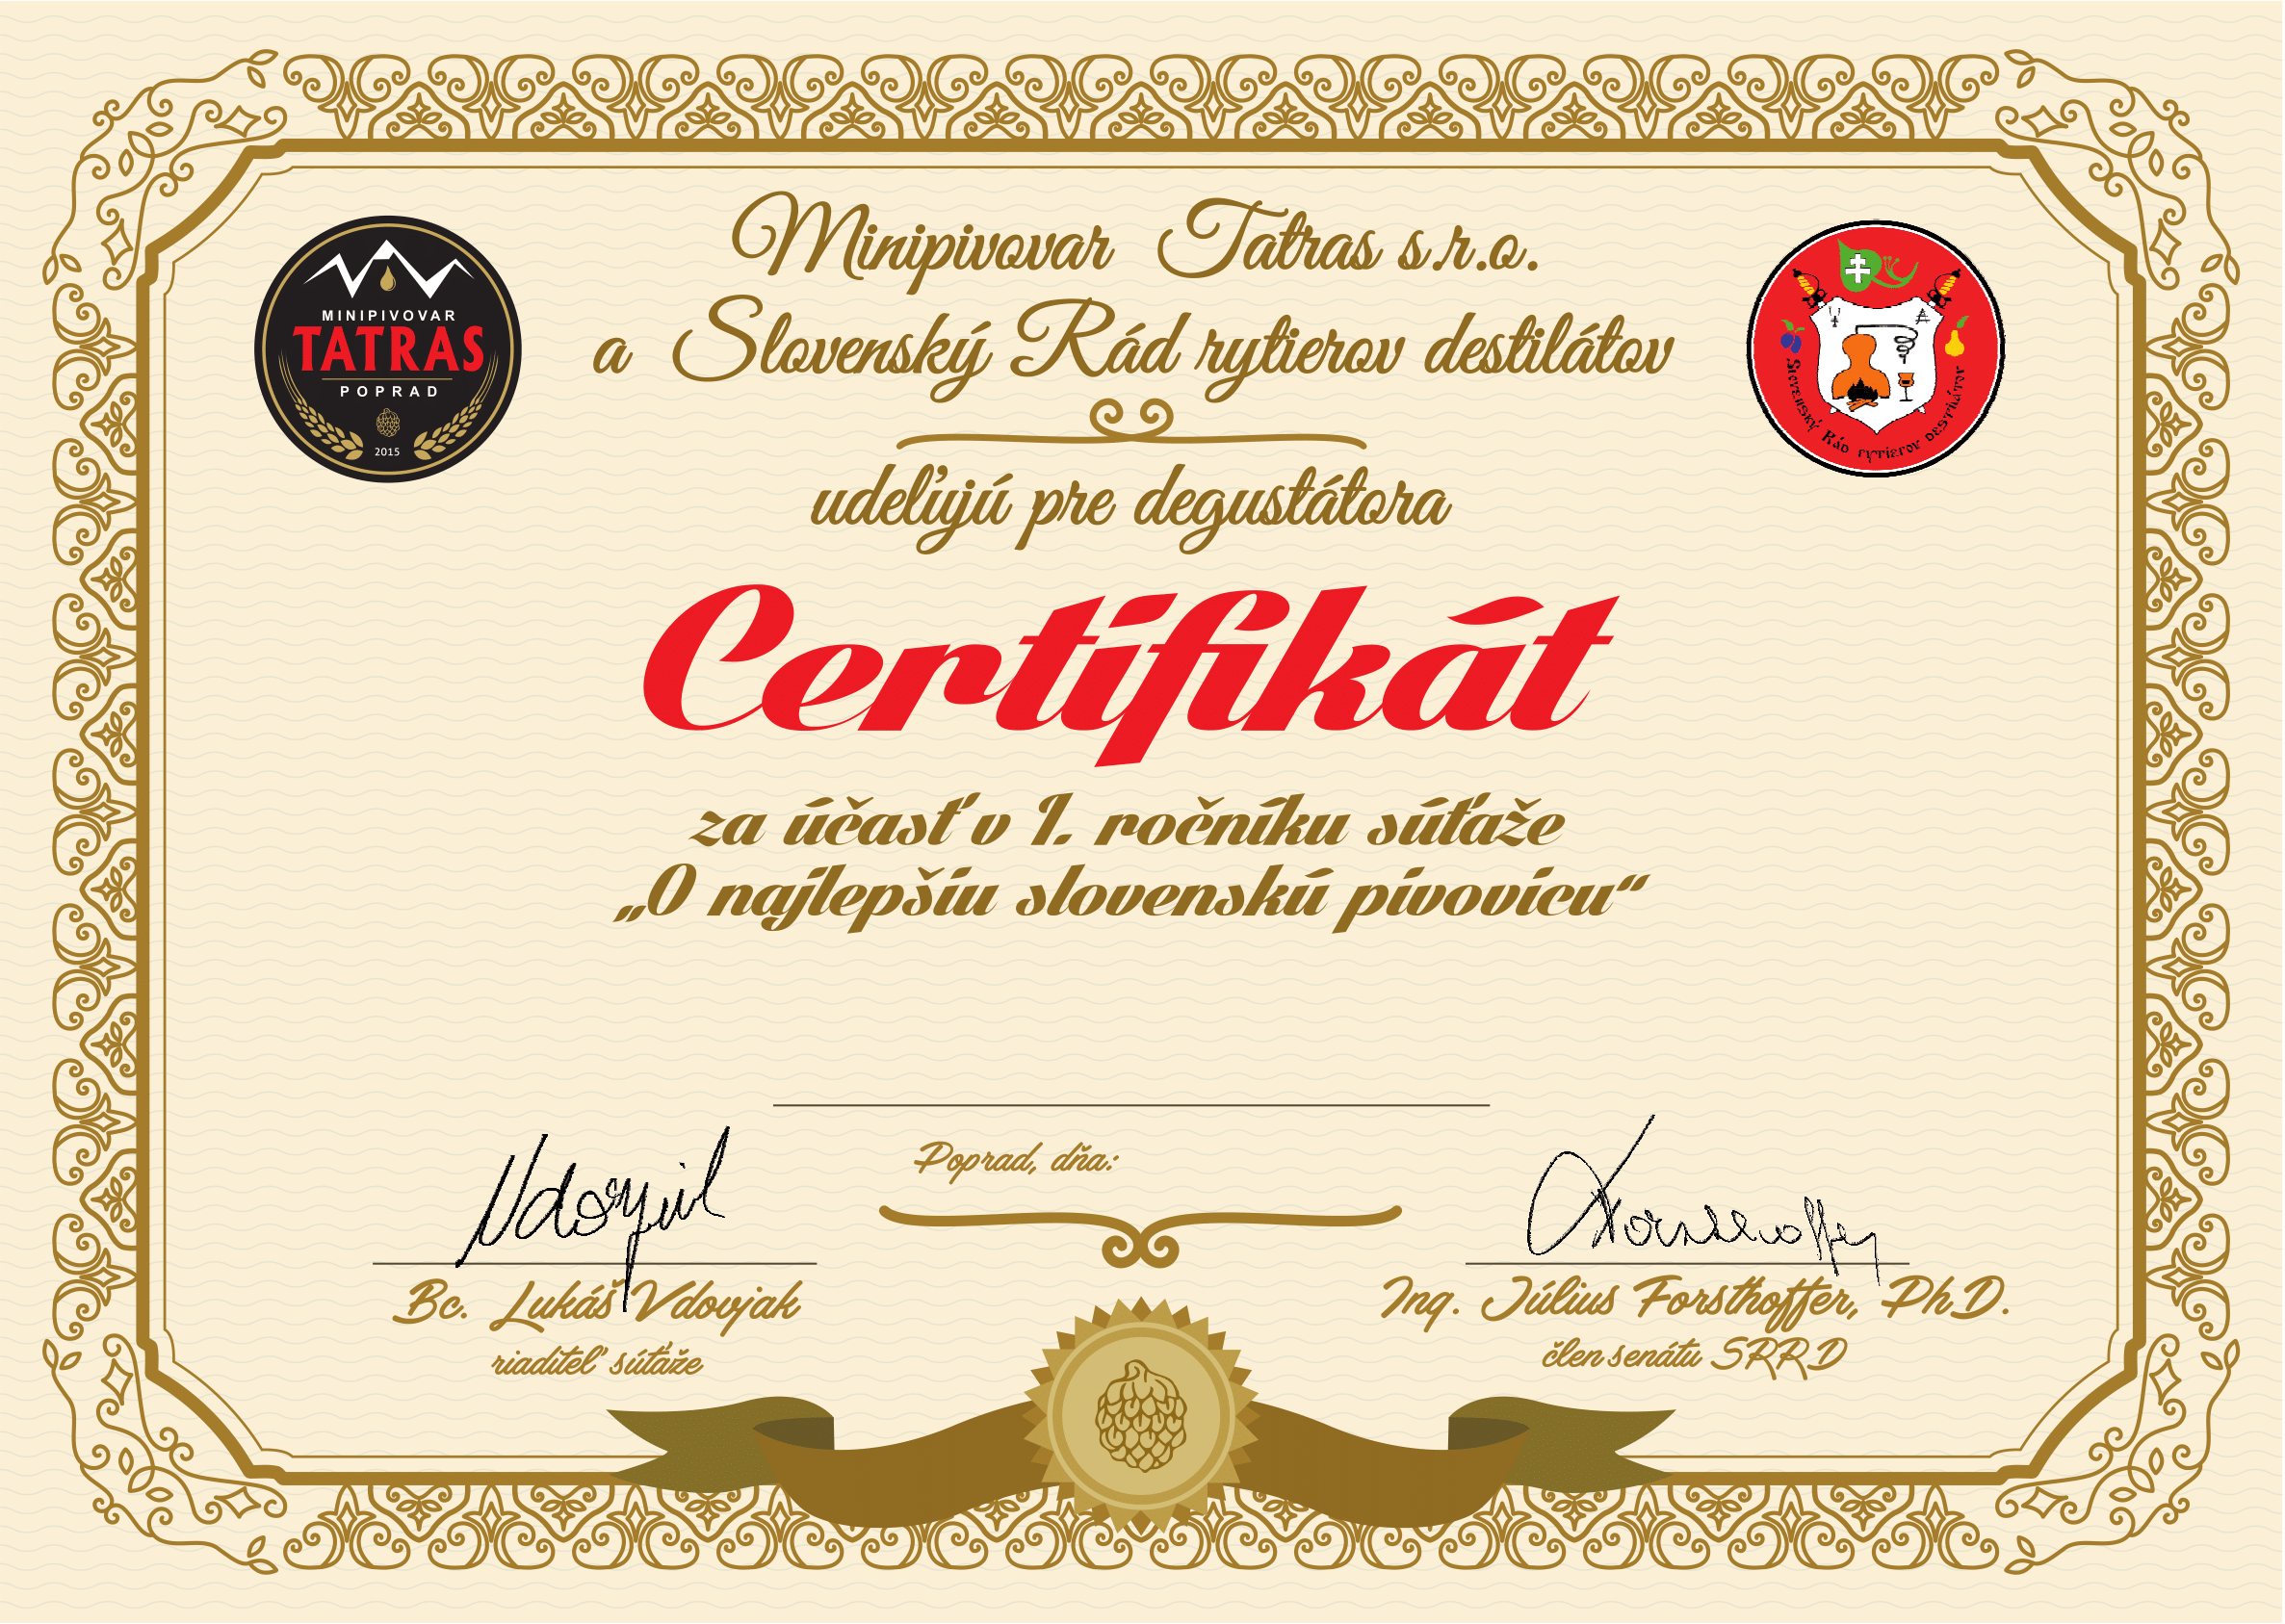 Minipivovar Tatras s.r.o.
a Slovenský Rád rytierov destilátov
MINIPIVOVAR
TATRAS
POPRAD
2015
Slovenský Rád rytierov destilátov
udeľujú pre degustátora
Certifikát
za účasť v I. ročníku súťaže
„O najlepšiu slovenskú pivovicu“
Poprad, dňa:
Vdovjak
Forsthoffer
Bc. Lukáš Vdovjak
riaditeľ súťaže
Ing. Július Forsthoffer, PhD.
člen senátu SRRD